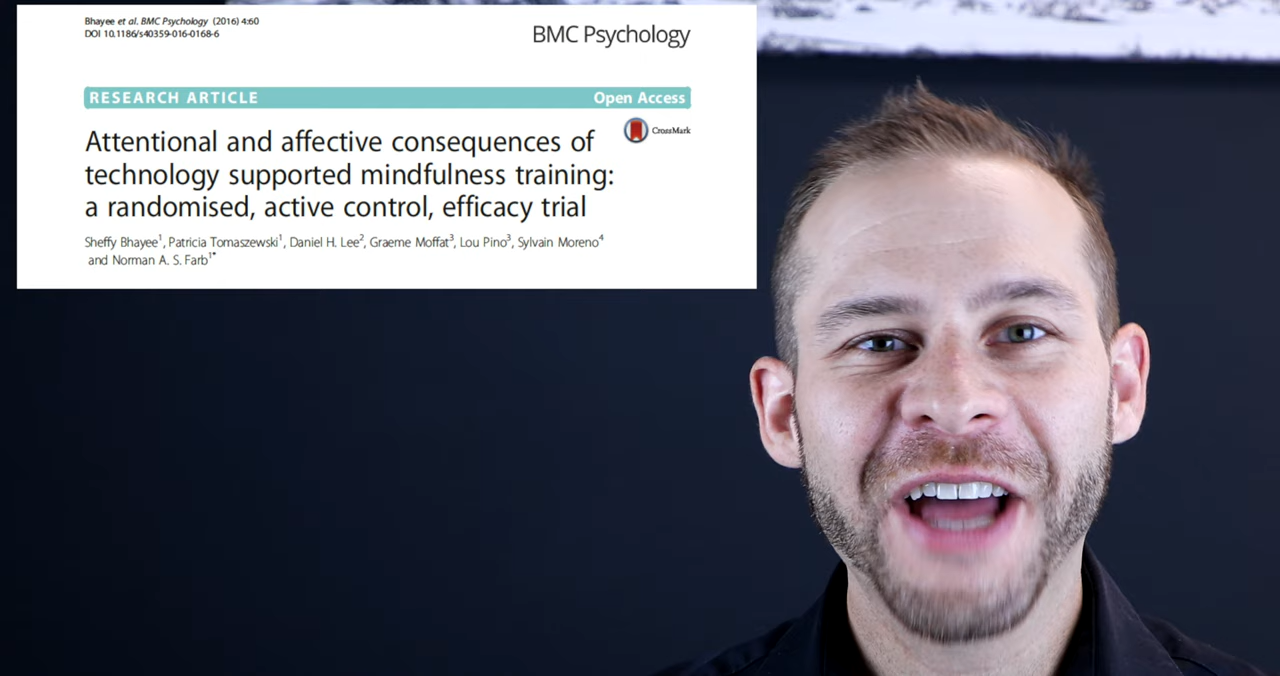 Bhayee et al. BMC Psychology (2016) 4:60
DOI 10.1186/s40359-016-0168-6
BMC Psychology
RESEARCH ARTICLE
Open Access
CrossMark
Attentional and affective consequences of
technology supported mindfulness training:
a randomised, active control, efficacy trial
Sheffy Bhayee1, Patricia Tomaszewski1, Daniel H. Lee2, Graeme Moffat3, Lou Pino3, Sylvain Moreno4
and Norman A. S. Farb1*